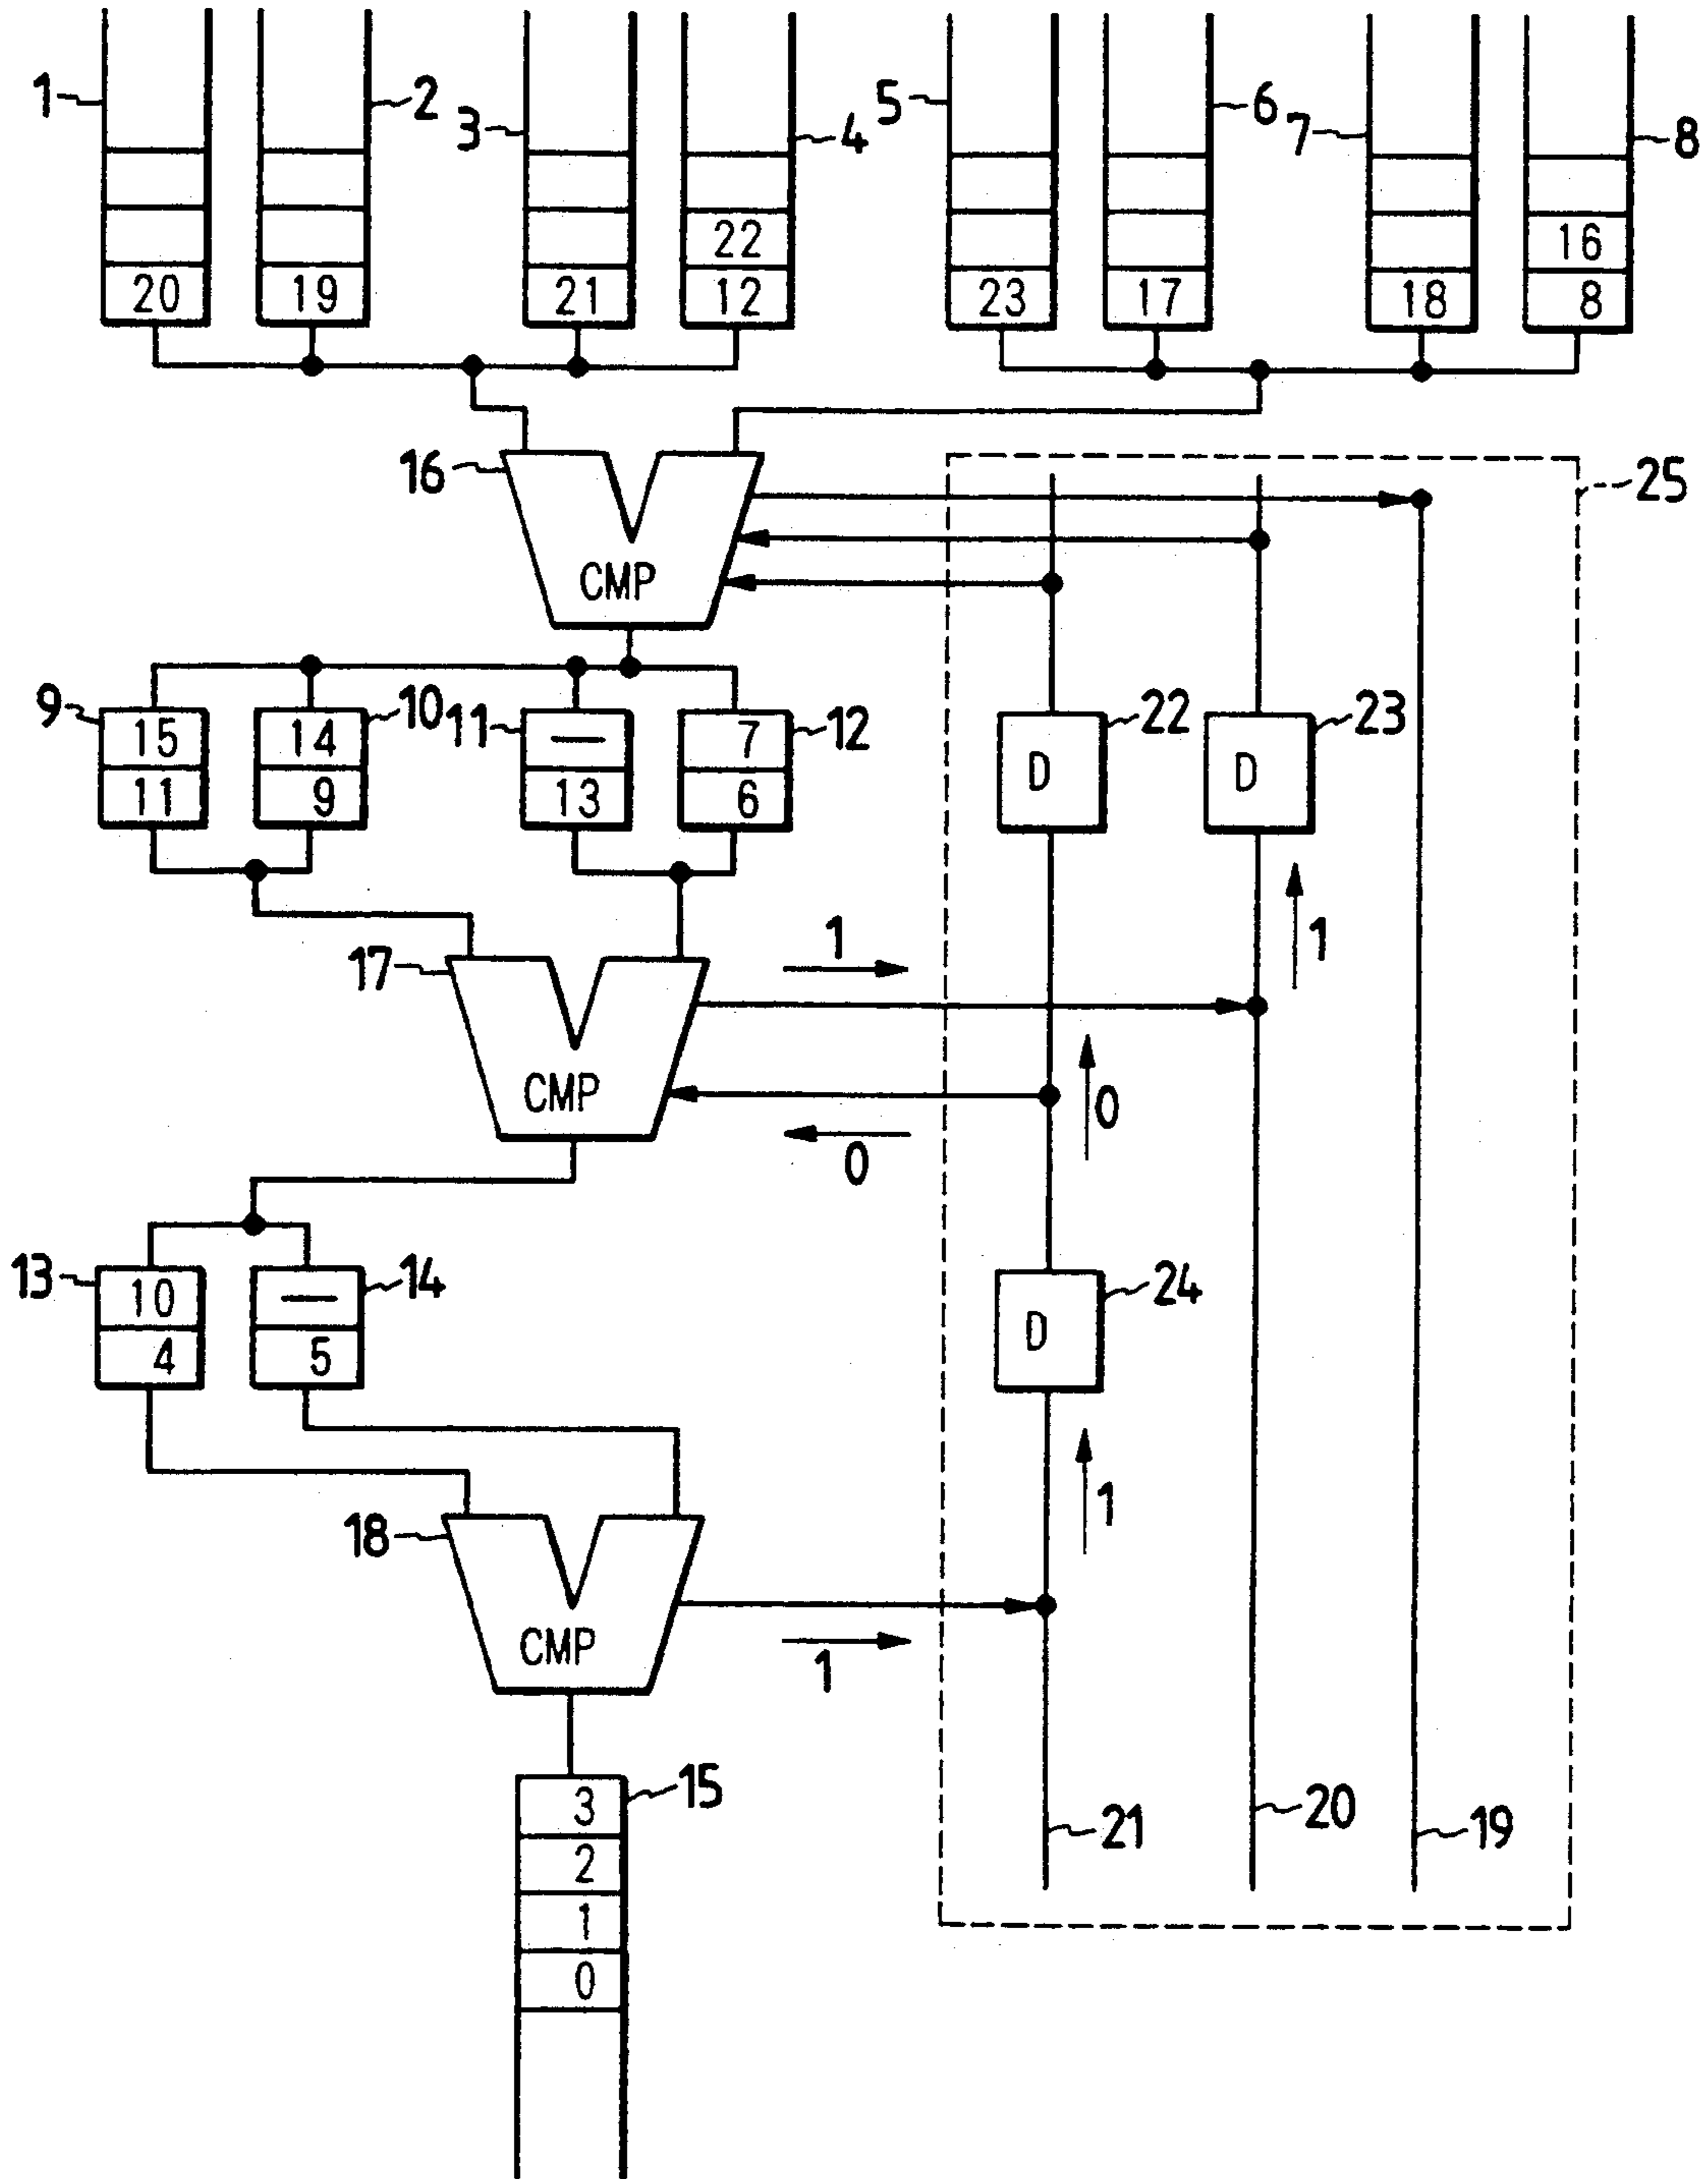 1 2 3 4 5 6 7 8
22 16
20 19 21 12 23 17 18 8
16 25
CMP
9 15 14 10 11 — 7 12 22 23
11 9 13 6 D D
1
17 1
CMP 0
0
13 10 — 14 24
4 5 D
1
18
CMP 1
3 15
2 21 20 19
1
0